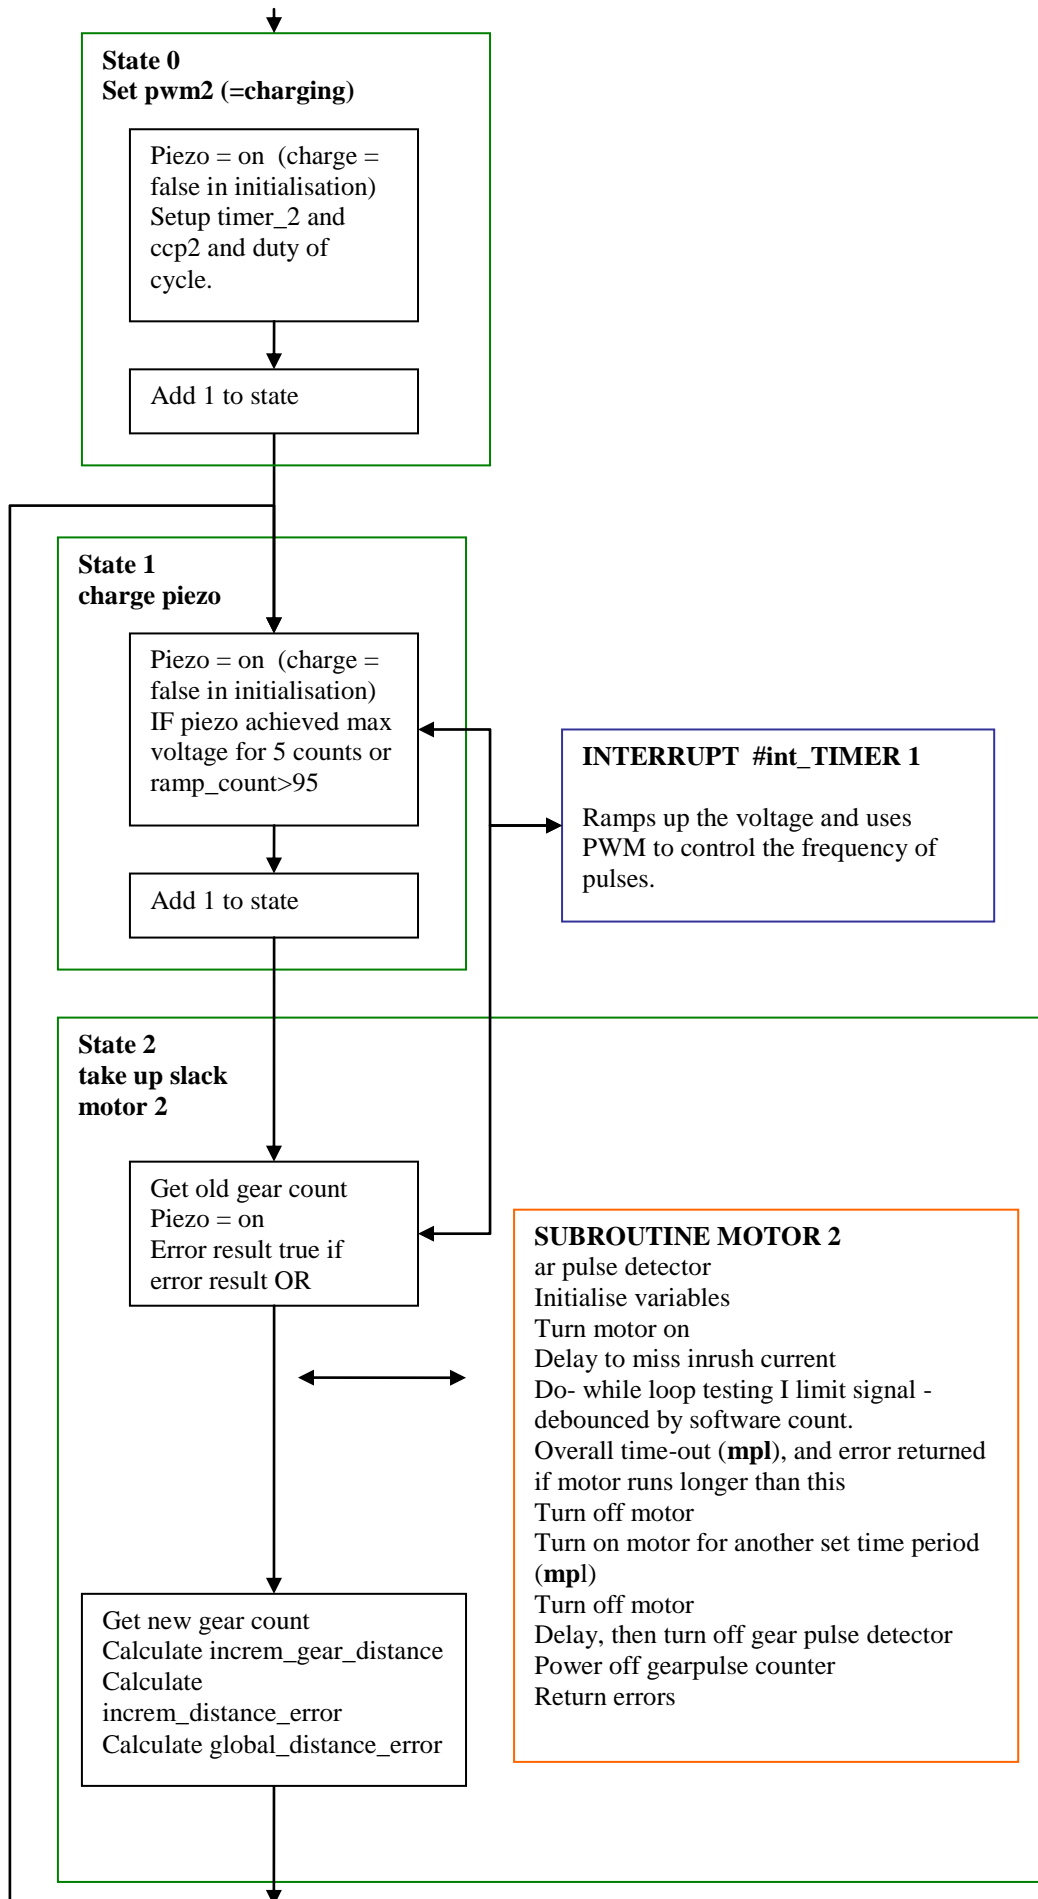 State 0
Set pwm2 (=charging)
Piezo = on  (charge =
false in initialisation)
Setup timer_2 and
ccp2 and duty of
cycle.
Add 1 to state
State 1
charge piezo
Piezo = on  (charge =
false in initialisation)
IF piezo achieved max
voltage for 5 counts or
ramp_count>95
Add 1 to state
INTERRUPT  #int_TIMER 1
Ramps up the voltage and uses
PWM to control the frequency of
pulses.
State 2
take up slack
motor 2
Get old gear count
Piezo = on
Error result true if
error result OR
SUBROUTINE MOTOR 2
ar pulse detector
Initialise variables
Turn motor on
Delay to miss inrush current
Do- while loop testing I limit signal -
debounced by software count.
Overall time-out (mpl), and error returned
if motor runs longer than this
Turn off motor
Turn on motor for another set time period
(mpl)
Turn off motor
Delay, then turn off gear pulse detector
Power off gearpulse counter
Return errors
Get new gear count
Calculate increm_gear_distance
Calculate
increm_distance_error
Calculate global_distance_error